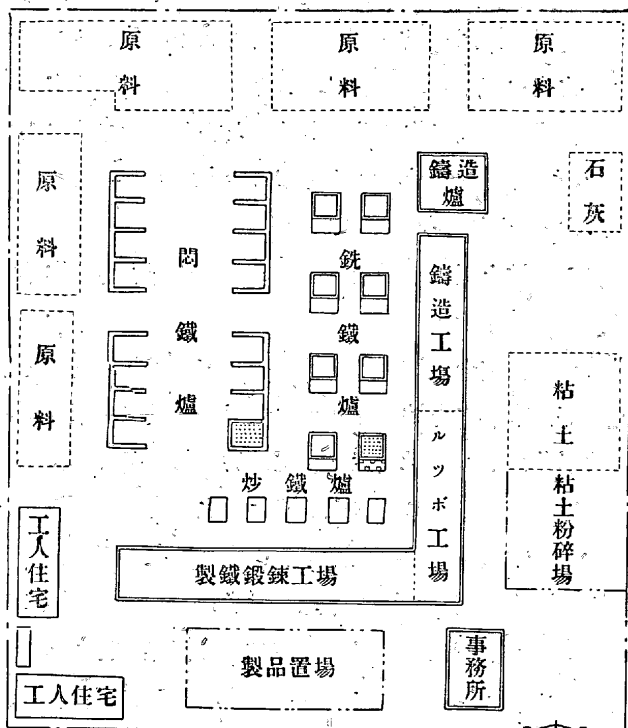 原料
原料
原料
原料
原料
鑄造爐
石灰
悶鐵爐
銑鐵爐
鑄造工場
ルツボ工場
粘土
粘土粉碎場
炒鐵爐
製鐵鍛鍊工場
工人住宅
工人住宅
製品置場
事務所